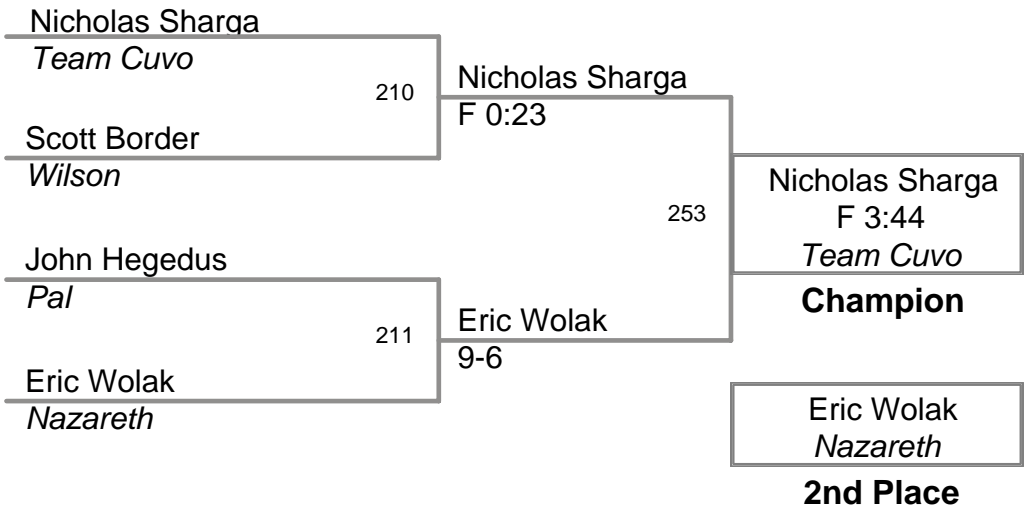 Nicholas Sharga
Team Cuvo
210
Nicholas Sharga
F 0:23
Scott Border
Wilson
253
Nicholas Sharga
F 3:44
Team Cuvo
Champion
John Hegedus
Pal
211
Eric Wolak
9-6
Eric Wolak
Nazareth
Eric Wolak
Nazareth
2nd Place